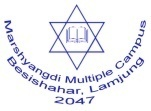 Marshyangdi Multiple Campus
Besishahar, Lamjung
2047